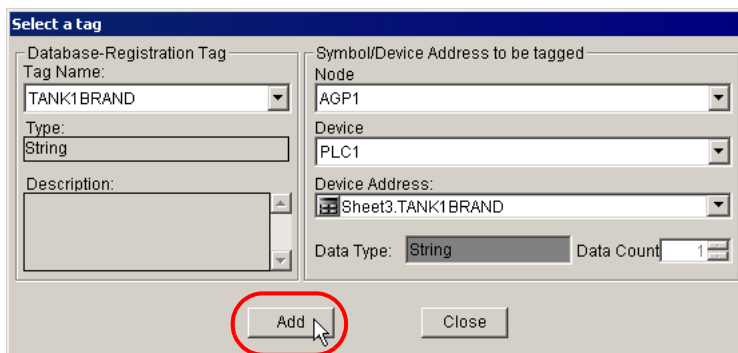 Select a tag
Database-Registration Tag
Tag Name:
TANK1BRAND
Type:
String
Description:
Symbol/Device Address to be tagged
Node
AGP1
Device
PLC1
Device Address:
Sheet3.TANK1BRAND
Data Type: String Data Count 1
Add Close